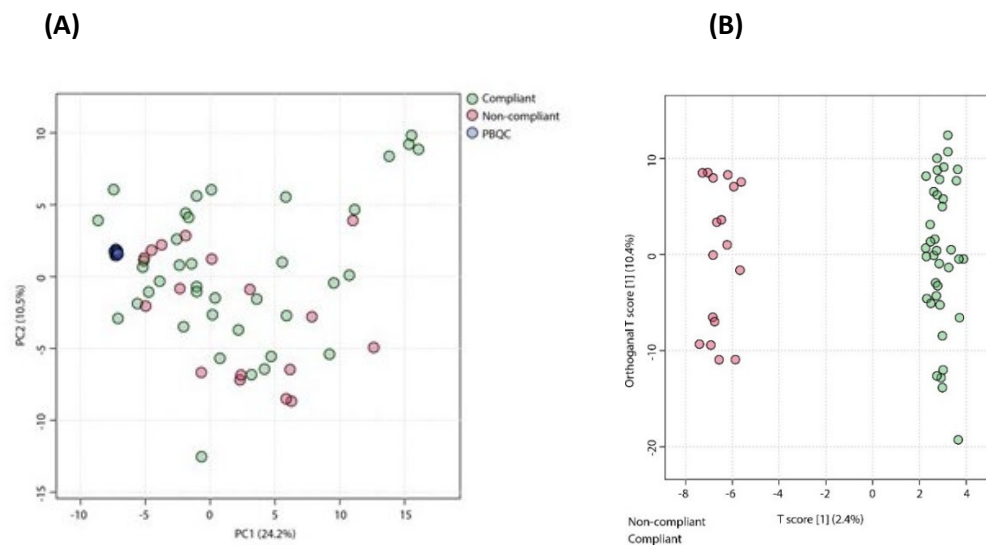 (A)
(B)
Compliant
Non-compliant
PBQC
PC2 (10.5%)
10
5
0
-5
-10
-15
-10
-5
0
5
10
15
PC1 (24.2%)
Orthoganal T score [1] (10.4%)
10
0
-10
-20
-8
-6
-4
-2
0
2
4
T score [1] (2.4%)
Non-compliant
Compliant